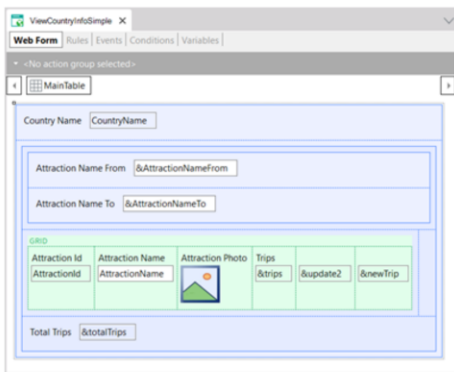 ViewCountryInfoSimple
Web Form | Rules | Events | Conditions | Variables |
<No action group selected>
MainTable
Country Name CountryName
Attraction Name From &AttractionNameFrom
Attraction Name To &AttractionNameTo
GRID
Attraction Id Attraction Name Attraction Photo Trips
AttractionId AttractionName &trips &update2 &newTrip
Total Trips &totalTrips